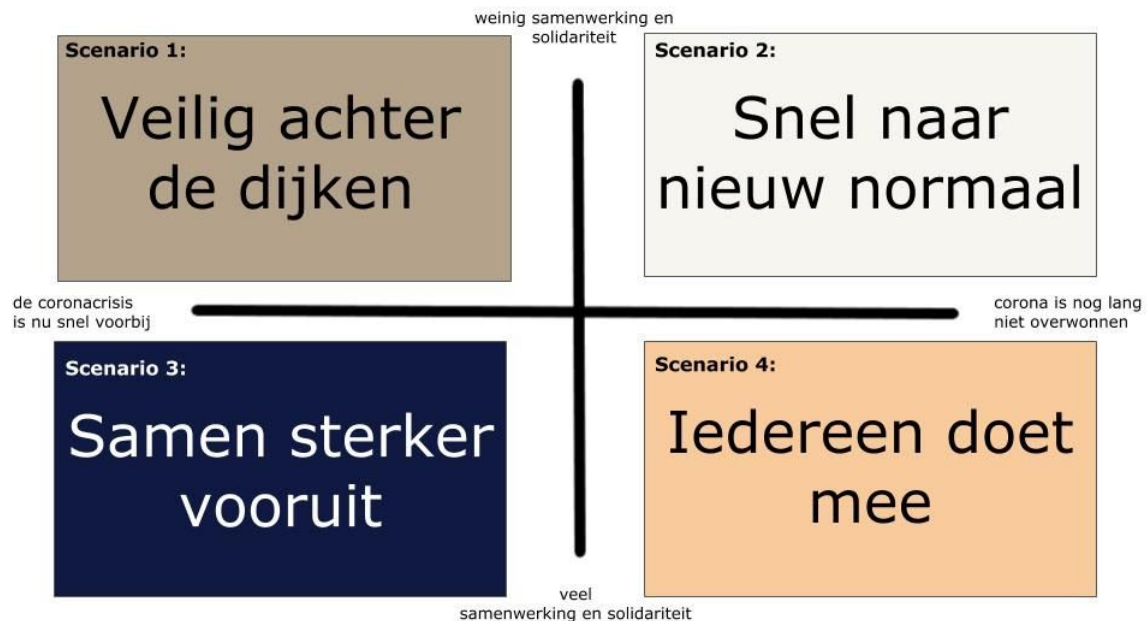 weinig samenwerking en
solidariteit
Scenario 1:
Veilig achter
de dijken
Scenario 2:
Snel naar
nieuw normaal
de coronacrisis
is nu snel voorbij
corona is nog lang
niet overwonnen
Scenario 3:
Samen sterker
vooruit
Scenario 4:
Iedereen doet
mee
veel
samenwerking en solidariteit